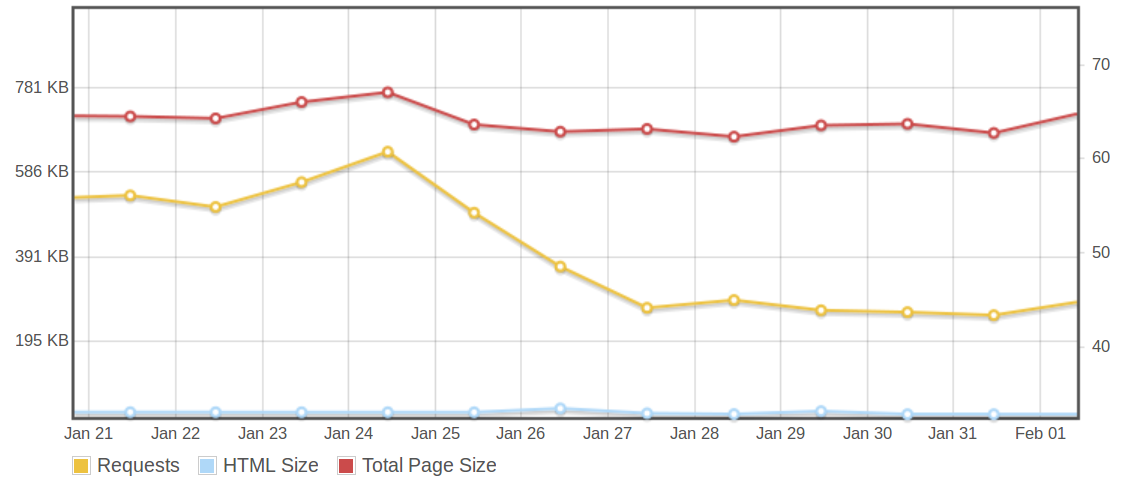 70
781 KB
60
586 KB
50
391 KB
195 KB
40
Jan 21 Jan 22 Jan 23 Jan 24 Jan 25 Jan 26 Jan 27 Jan 28 Jan 29 Jan 30 Jan 31 Feb 01
Requests HTML Size Total Page Size